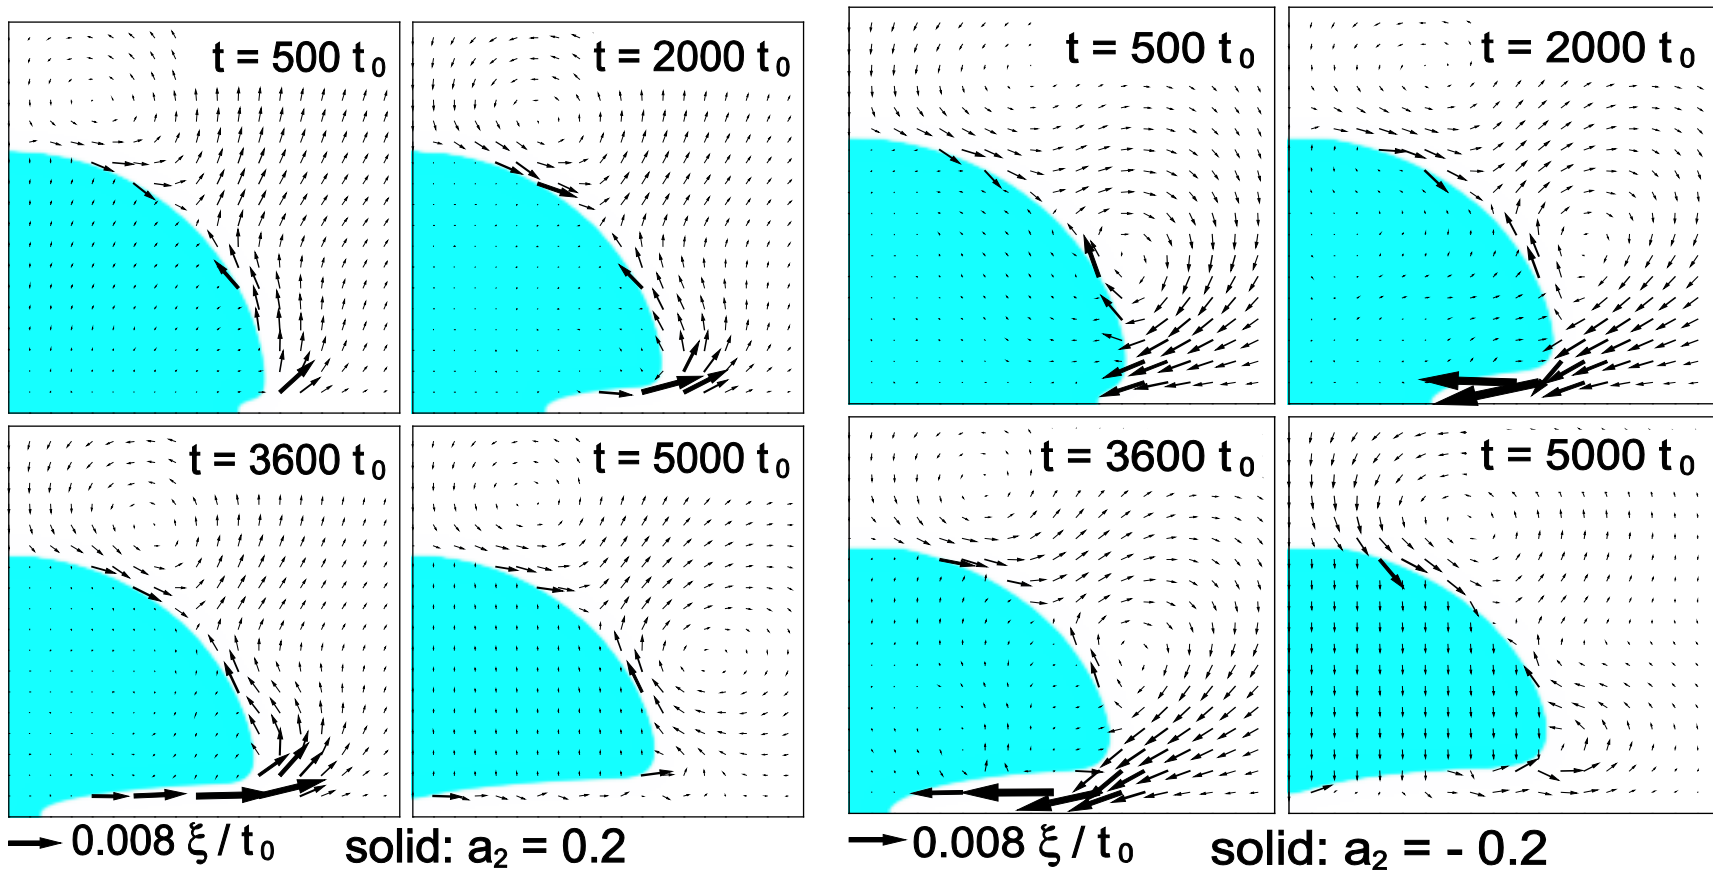 t = 500 t₀
t = 2000 t₀
t = 3600 t₀
t = 5000 t₀
0.008 ξ / t₀
solid: a₂ = 0.2
t = 500 t₀
t = 2000 t₀
t = 3600 t₀
t = 5000 t₀
0.008 ξ / t₀
solid: a₂ = - 0.2